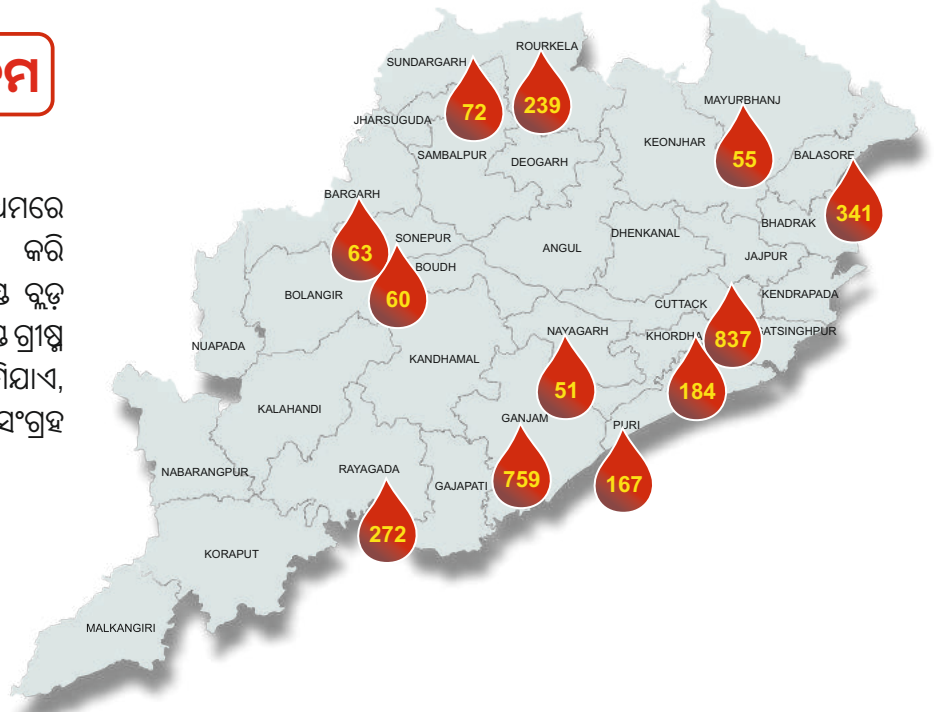 ଥମରେ
କରି
ବ୍ଲଡ଼
ଗ୍ରୀଷ୍ମ
ମିଯାଏ,
ସଂଗ୍ରହ
ROURKELA
SUNDARGARH
72
239
MAYURBHANJ
JHARSUGUDA
KEONJHAR
SAMBALPUR
DEOGARH
55
BALASORE
BARGARH
341
BHADRAK
DHENKANAL
SONEPUR
ANGUL
63
JAJPUR
BOUDH
BOLANGIR
60
KENDRAPADA
CUTTACK
NAYAGARH
KHORDHA
837
ATSINGHPUR
NUAPADA
KANDHAMAL
51
184
KALAHANDI
GANJAM
PURI
NABARANGPUR
RAYAGADA
GAJAPATI
759
167
272
KORAPUT
MALKANGIRI